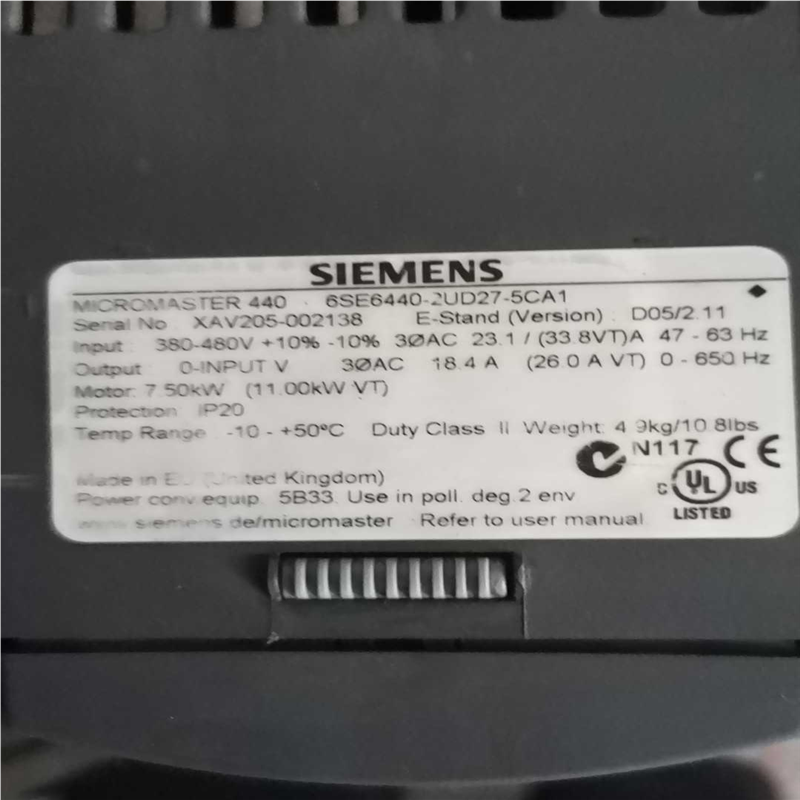 SIEMENS
MICROMASTER 440 6SE6440-2UD27-5CA1
Serial No XAV205-002138 E-Stand (Version) D05/2.11
Input 380-480V +10% -10% 3ØAC 23.1 / (33.8VT)A 47 - 63 Hz
Output 0-INPUT V 3ØAC 18.4 A (26.0 A VT) 0 - 650 Hz
Motor: 7.50kW (11.00kW VT)
Protection IP20
Temp Range -10 - +50°C Duty Class II Weight: 4.9kg/10.8lbs
N117 CE
Made in EU (United Kingdom)
C UL US
Power conv.equip. 5B33. Use in poll. deg.2 env
LISTED
www.siemens.de/micromaster Refer to user manual